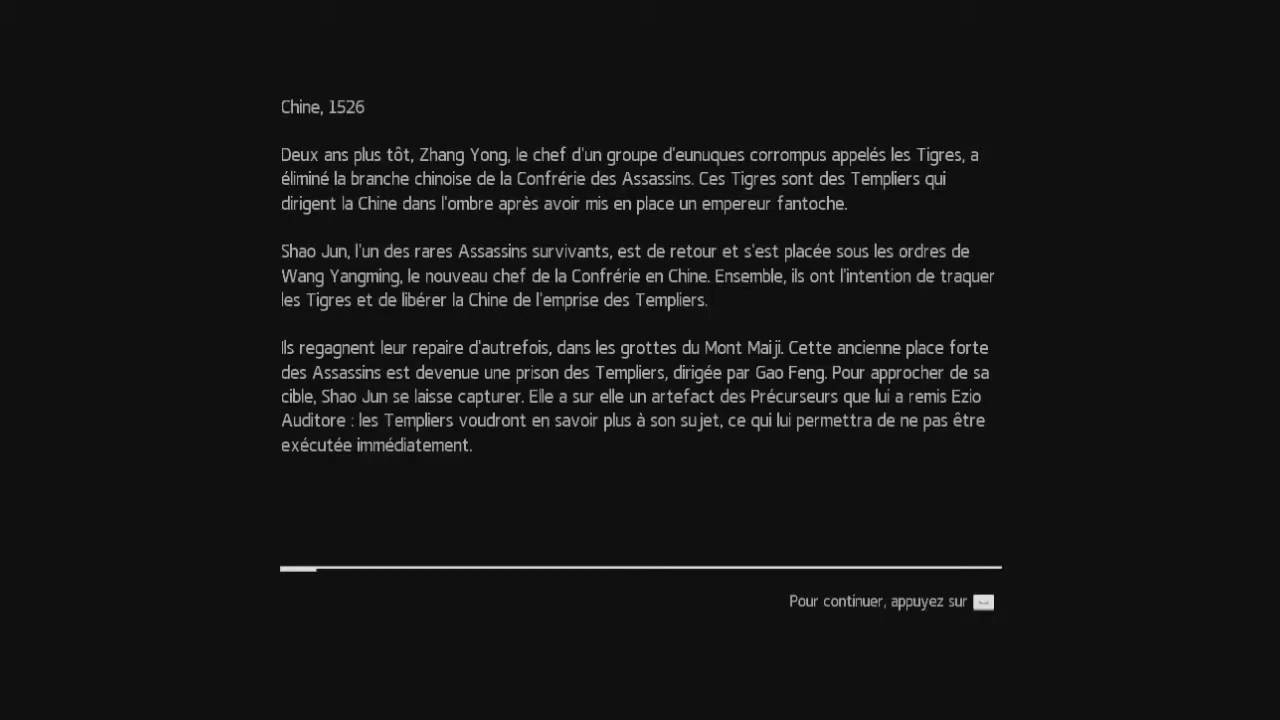 Chine, 1526
Deux ans plus tôt, Zhang Yong, le chef d'un groupe d'eunuques corrompus appelés les Tigres, a
éliminé la branche chinoise de la Confrérie des Assassins. Ces Tigres sont des Templiers qui
dirigent la Chine dans l'ombre après avoir mis en place un empereur fantoche.
Shao Jun, l'un des rares Assassins survivants, est de retour et s'est placée sous les ordres de
Wang Yangming, le nouveau chef de la Confrérie en Chine. Ensemble, ils ont l'intention de traquer
les Tigres et de libérer la Chine de l'emprise des Templiers.
Ils regagnent leur repaire d'autrefois, dans les grottes du Mont Maiji. Cette ancienne place forte
des Assassins est devenue une prison des Templiers, dirigée par Gao Feng. Pour approcher de sa
cible, Shao Jun se laisse capturer. Elle a sur elle un artefact des Précurseurs que lui a remis Ezio
Auditore : les Templiers voudront en savoir plus à son sujet, ce qui lui permettra de ne pas être
exécutée immédiatement.
Pour continuer, appuyez sur